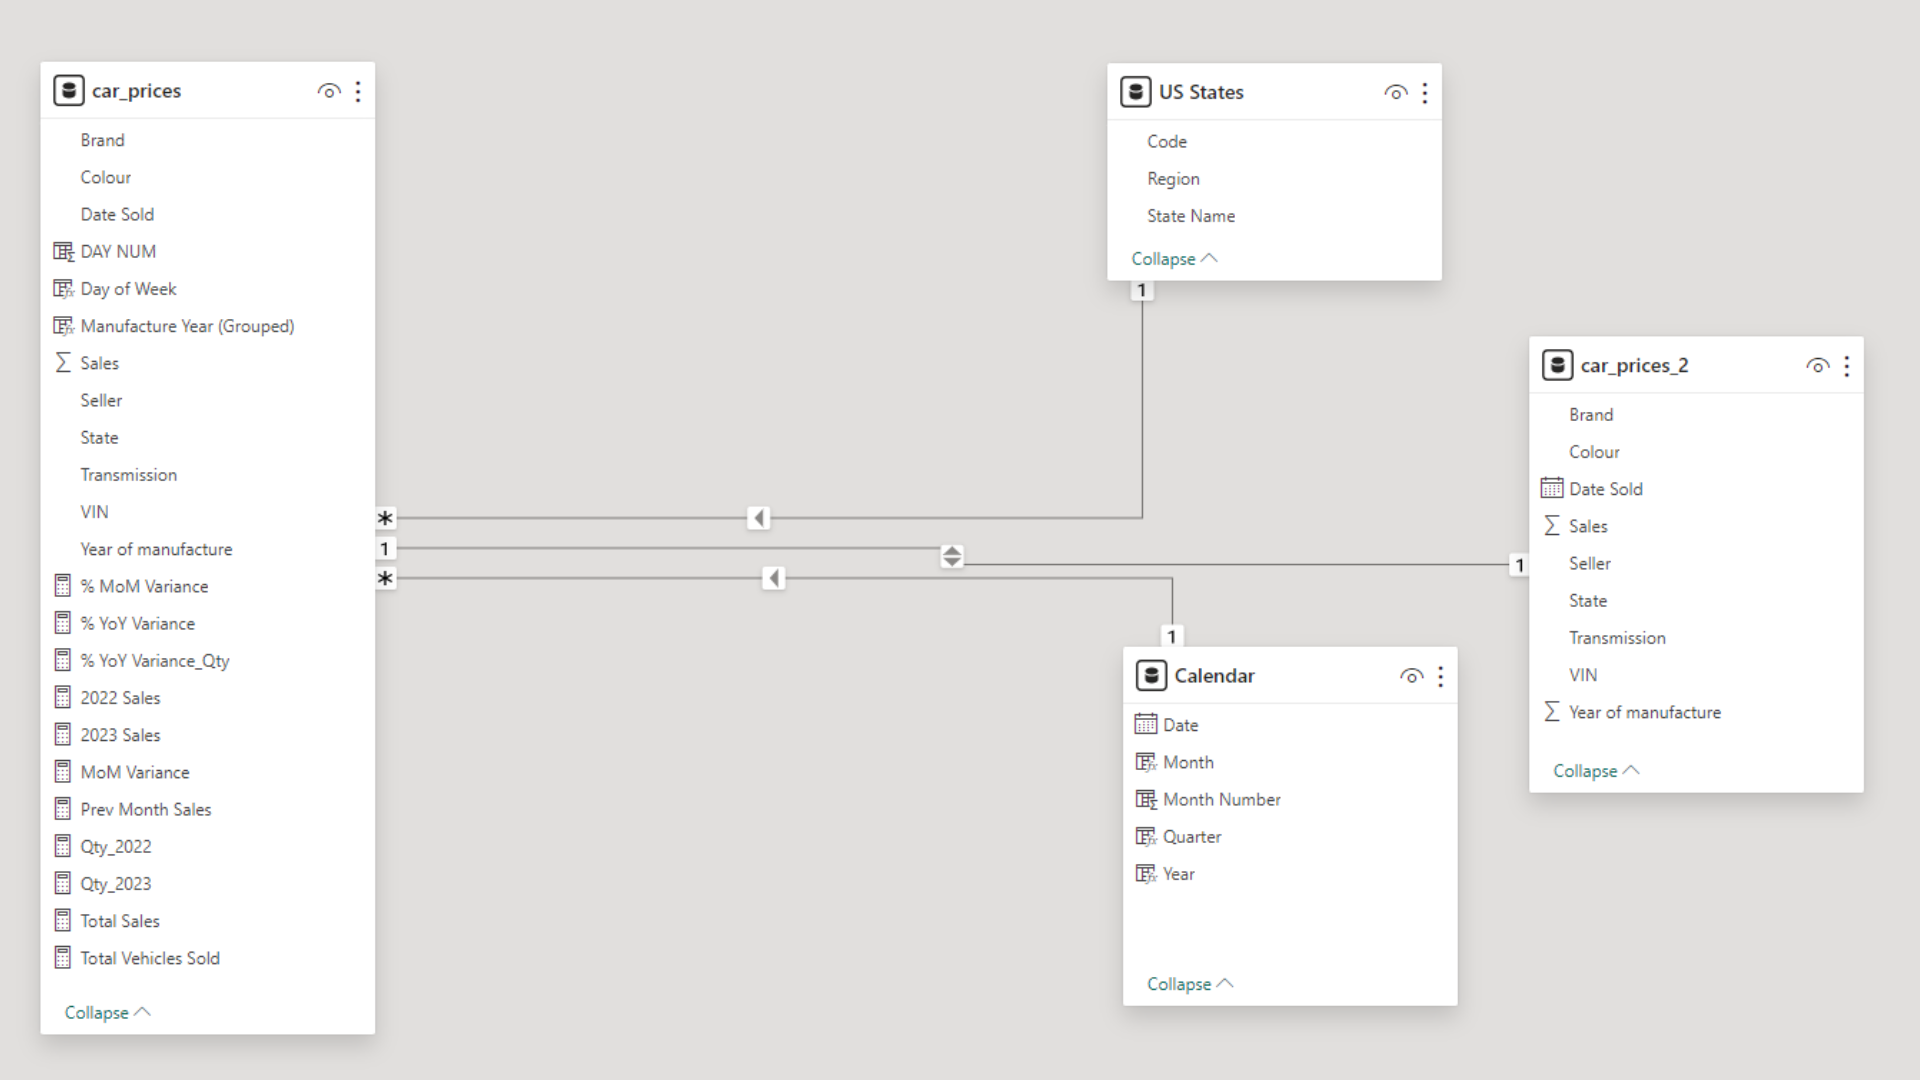 car_prices
Brand
Colour
Date Sold
DAY NUM
Day of Week
Manufacture Year (Grouped)
Sales
Seller
State
Transmission
VIN
Year of manufacture
% MoM Variance
% YoY Variance
% YoY Variance_Qty
2022 Sales
2023 Sales
MoM Variance
Prev Month Sales
Qty_2022
Qty_2023
Total Sales
Total Vehicles Sold
Collapse
*
1
*
US States
Code
Region
State Name
Collapse
1
1
1
Calendar
Date
Month
Month Number
Quarter
Year
Collapse
car_prices_2
Brand
Colour
Date Sold
Sales
Seller
State
Transmission
VIN
Year of manufacture
Collapse